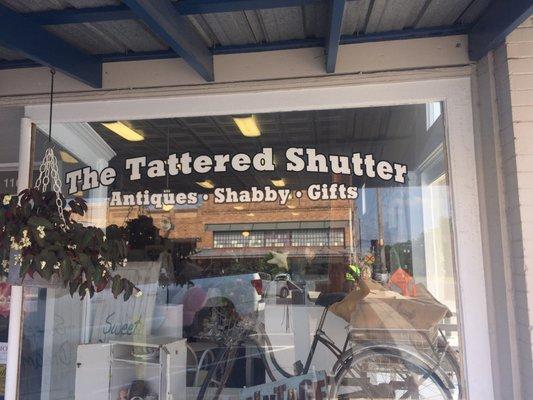 The Tattered Shutter
Antiques · Shabby · Gifts
Sweet